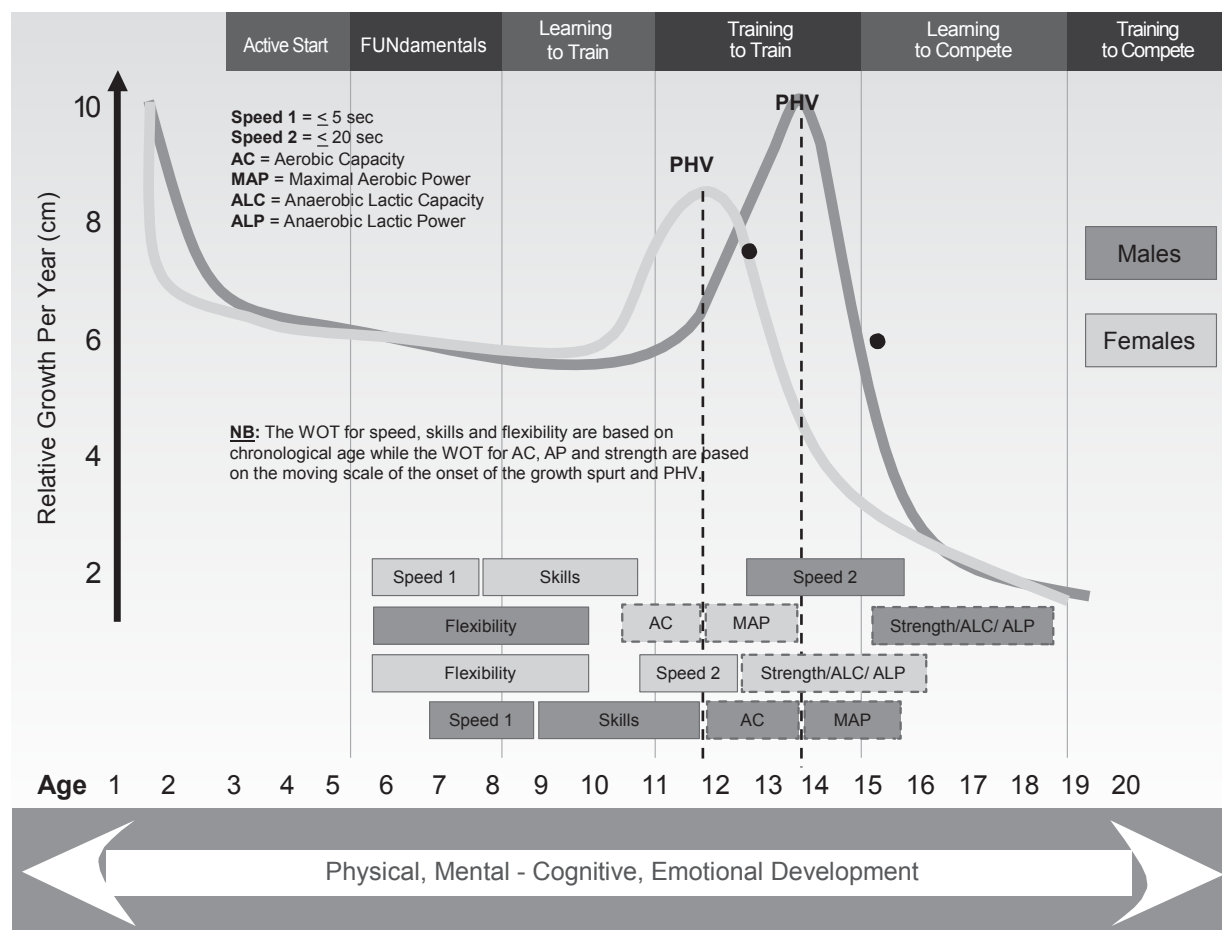 Active Start
FUNdamentals
Learning
to Train
Training
to Train
Learning
to Compete
Training
to Compete
Relative Growth Per Year (cm)
10
8
6
4
2
Speed 1 = ≤ 5 sec
Speed 2 = ≤ 20 sec
AC = Aerobic Capacity
MAP = Maximal Aerobic Power
ALC = Anaerobic Lactic Capacity
ALP = Anaerobic Lactic Power
PHV
PHV
Males
Females
NB: The WOT for speed, skills and flexibility are based on
chronological age while the WOT for AC, AP and strength are based
on the moving scale of the onset of the growth spurt and PHV.
Speed 1
Skills
Speed 2
Flexibility
AC
MAP
Strength/ALC/ ALP
Flexibility
Speed 2
Strength/ALC/ ALP
Speed 1
Skills
AC
MAP
Age 1 2 3 4 5 6 7 8 9 10 11 12 13 14 15 16 17 18 19 20
Physical, Mental - Cognitive, Emotional Development